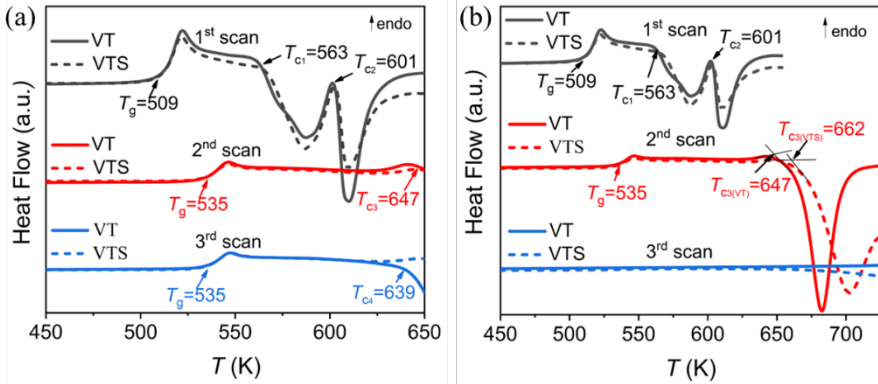 (a)
VT
VTS
1st scan
endo
Tc1=563
Tc2=601
Tg=509
VT
VTS
2nd scan
Tg=535
Tc3=647
VT
VTS
3rd scan
Tg=535
Tc4=639
Heat Flow (a.u.)
450 500 550 600 650
T (K)
(b)
VT
VTS
1st scan
endo
Tc2=601
Tg=509
Tc1=563
VT
VTS
2nd scan
Tc3(VTS)=662
Tg=535
Tc3(VT)=647
VT
VTS
3rd scan
Heat Flow (a.u.)
450 500 550 600 650 700
T (K)